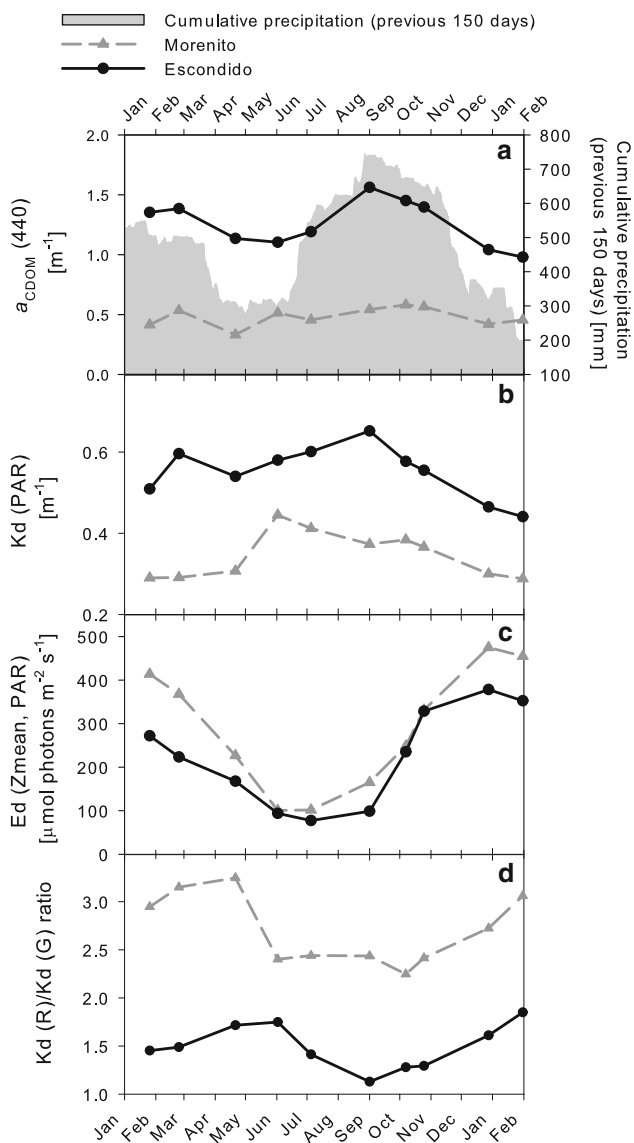 Cumulative precipitation (previous 150 days)
Morenito
Escondido
Jan Feb Mar Apr May Jun Jul Aug Sep Oct Nov Dec Jan Feb
a
2.0
1.5
1.0
0.5
0.0
aCDOM (440)
[m-1]
800
700
600
500
400
300
200
100
Cumulative precipitation
(previous 150 days) [mm]
b
0.6
0.4
0.2
Kd (PAR)
[m-1]
c
500
400
300
200
100
0
Ed (Zmean, PAR)
[µmol photons m-2 s-1]
d
3.0
2.5
2.0
1.5
1.0
Kd (R)/Kd (G) ratio
Jan Feb Mar Apr May Jun Jul Aug Sep Oct Nov Dec Jan Feb